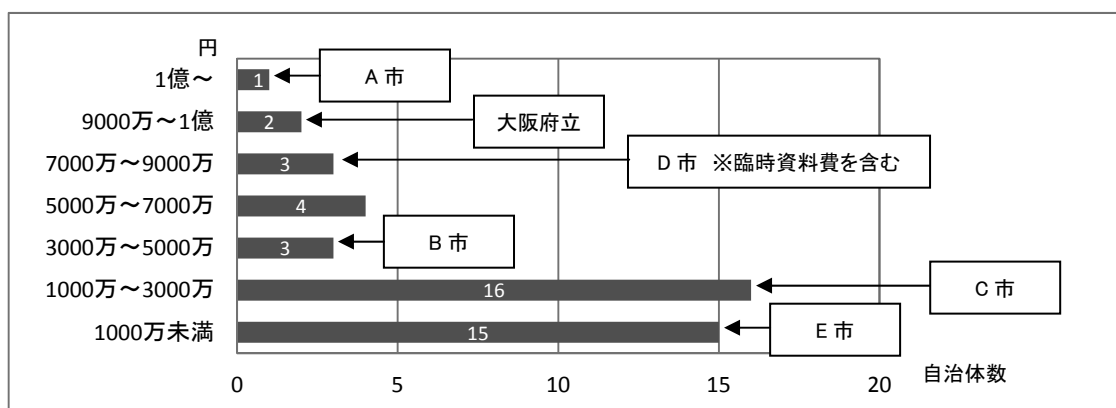 円
1億~ 1 A 市
9000万~1億 2 大阪府立
7000万~9000万 3 D 市 ※臨時資料費を含む
5000万~7000万 4
3000万~5000万 3 B 市
1000万~3000万 16 C 市
1000万未満 15 E 市
0 5 10 15 20 自治体数